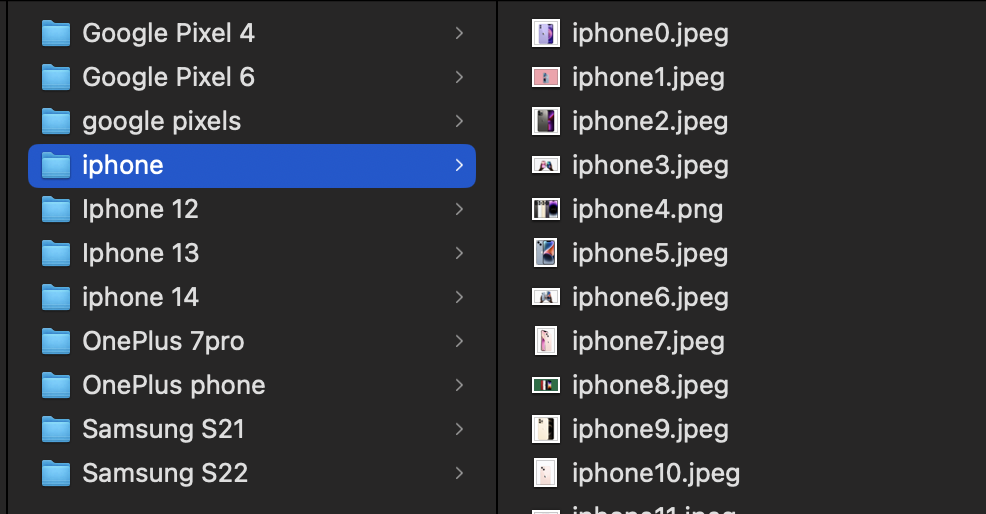 Google Pixel 4
Google Pixel 6
google pixels
iphone
Iphone 12
Iphone 13
iphone 14
OnePlus 7pro
OnePlus phone
Samsung S21
Samsung S22
iphone0.jpeg
iphone1.jpeg
iphone2.jpeg
iphone3.jpeg
iphone4.png
iphone5.jpeg
iphone6.jpeg
iphone7.jpeg
iphone8.jpeg
iphone9.jpeg
iphone10.jpeg
iphone11.jpeg